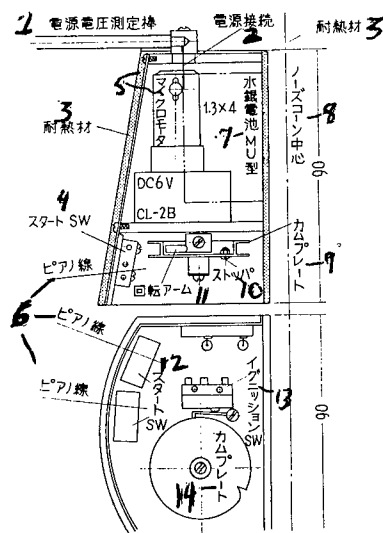 1 電源電圧測定棒
電源接続
2
耐熱材 3
5
マイクロモータ
1.3×4
7 水銀電池MU型
ノーズコーン中心
8
3
耐熱材
90
DC6V
CL-2B
4
スタート SW
カムプレート
9
ピアノ線
回転アーム
11
ストッパ
10
6
ピアノ線
12
スタート
SW
ピアノ線
イグニッションSW
13
カムプレート
14
90